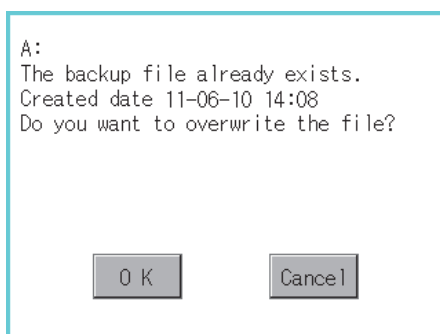 A:
The backup file already exists.
Created date 11-06-10 14:08
Do you want to overwrite the file?
O K
Cancel